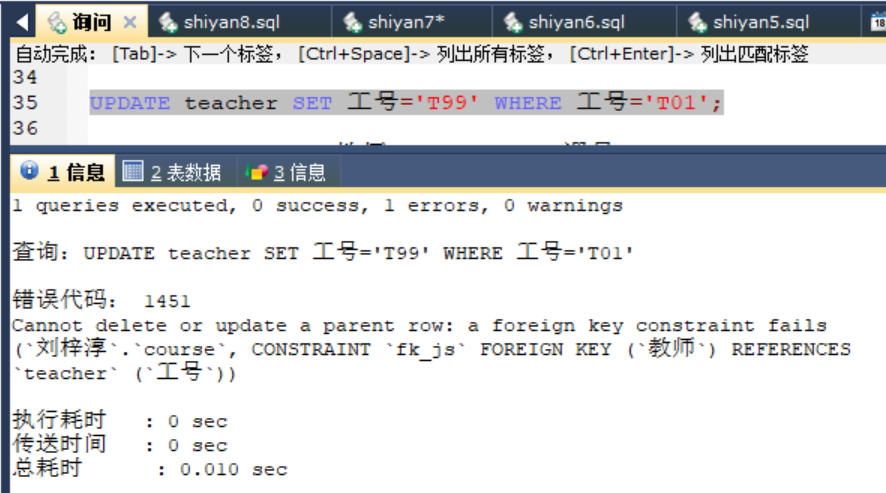 询问 × shiyan8.sql shiyan7* shiyan6.sql shiyan5.sql 18
自动完成： [Tab]-> 下一个标签， [Ctrl+Space]-> 列出所有标签， [Ctrl+Enter]-> 列出匹配标签
34
35 UPDATE teacher SET 工号='T99' WHERE 工号='T01';
36
1 信息 2 表数据 3 信息
1 queries executed, 0 success, 1 errors, 0 warnings
查询：UPDATE teacher SET 工号='T99' WHERE 工号='T01'
错误代码： 1451
Cannot delete or update a parent row: a foreign key constraint fails
(`刘梓淳`.`course`, CONSTRAINT `fk_js` FOREIGN KEY (`教师`) REFERENCES
`teacher` (`工号`))
执行耗时 : 0 sec
传送时间 : 0 sec
总耗时 : 0.010 sec